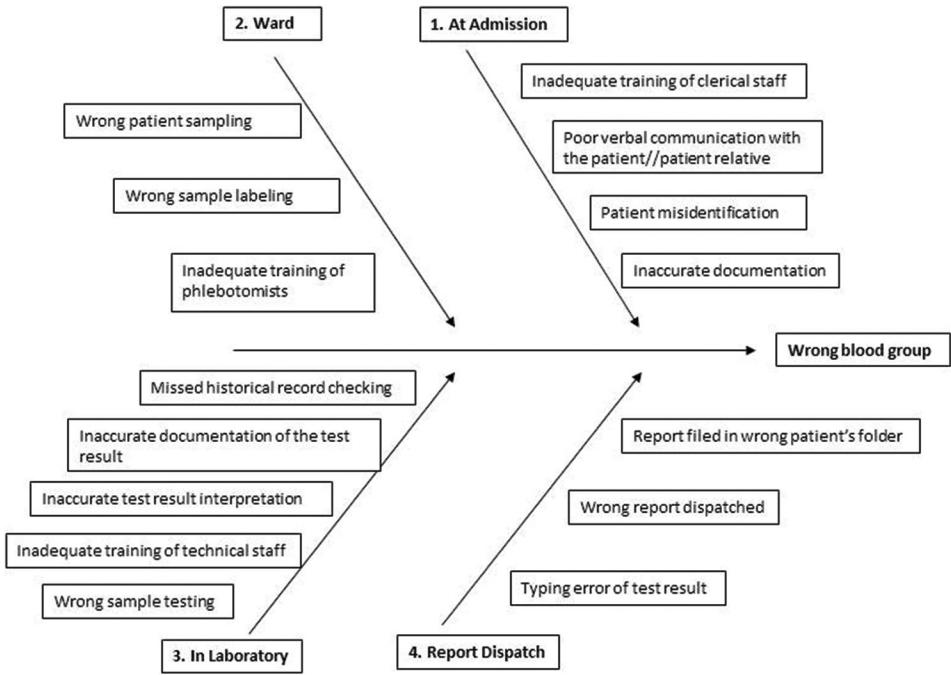 2. Ward
1. At Admission
Inadequate training of clerical staff
Wrong patient sampling
Poor verbal communication with
the patient//patient relative
Wrong sample labeling
Patient misidentification
Inadequate training of
phlebotomists
Inaccurate documentation
Wrong blood group
Missed historical record checking
Inaccurate documentation of the test
result
Report filed in wrong patient's folder
Inaccurate test result interpretation
Wrong report dispatched
Inadequate training of technical staff
Typing error of test result
Wrong sample testing
3. In Laboratory
4. Report Dispatch